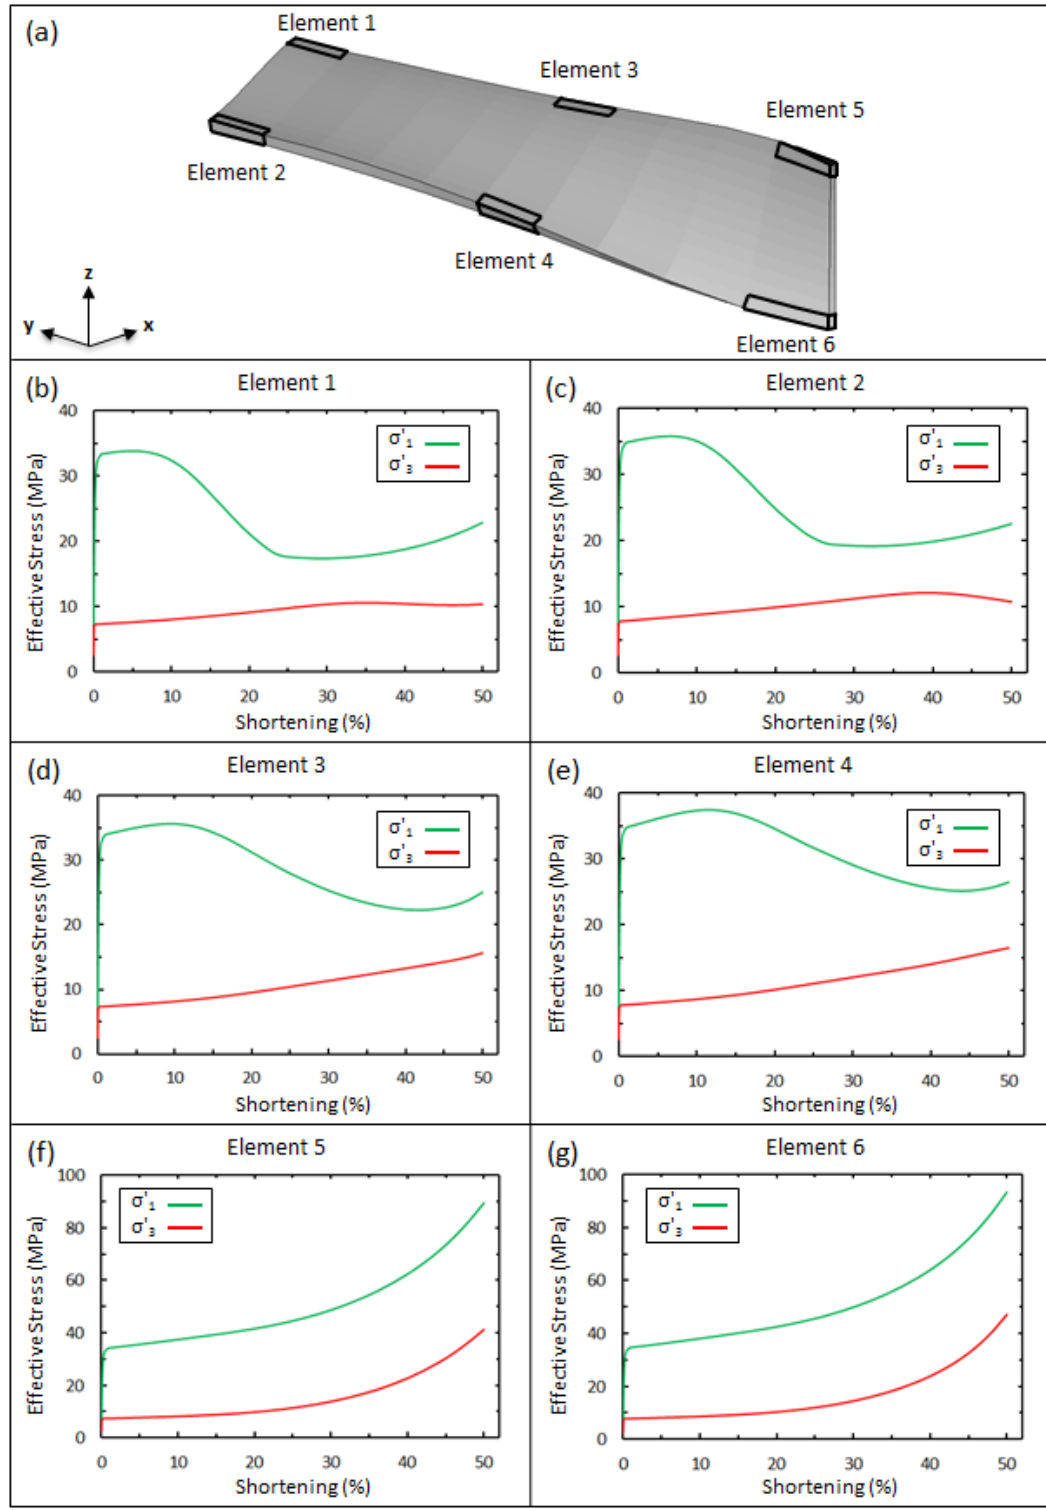 (a)
Element 1
Element 3
Element 5
Element 2
Element 4
Element 6
z
y
x
(b)
Element 1
Effective Stress (MPa)
40
30
20
10
0
σ'1
σ'3
0 10 20 30 40 50
Shortening (%)
(c)
Element 2
Effective Stress (MPa)
40
30
20
10
0
σ'1
σ'3
0 10 20 30 40 50
Shortening (%)
(d)
Element 3
Effective Stress (MPa)
40
30
20
10
0
σ'1
σ'3
0 10 20 30 40 50
Shortening (%)
(e)
Element 4
Effective Stress (MPa)
40
30
20
10
0
σ'1
σ'3
0 10 20 30 40 50
Shortening (%)
(f)
Element 5
Effective Stress (MPa)
100
80
60
40
20
0
σ'1
σ'3
0 10 20 30 40 50
Shortening (%)
(g)
Element 6
Effective Stress (MPa)
100
80
60
40
20
0
σ'1
σ'3
0 10 20 30 40 50
Shortening (%)